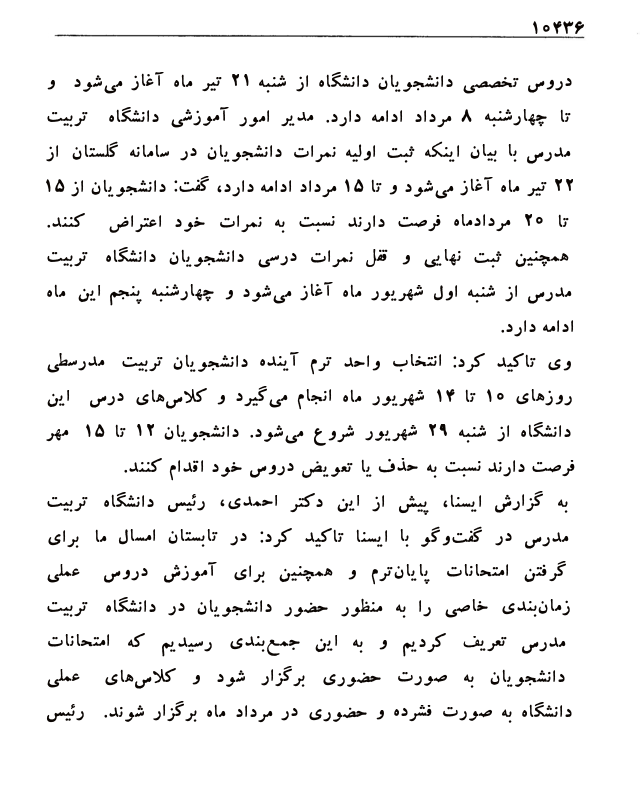 ۱۰۴۳۶
دروس تخصصی دانشجویان دانشگاه از شنبه ۲۱ تیر ماه آغاز می‌شود و
تا چهارشنبه ۸ مرداد ادامه دارد. مدیر امور آموزشی دانشگاه تربیت
مدرس با بیان اینکه ثبت اولیه نمرات دانشجویان در سامانه گلستان از
۲۲ تیر ماه آغاز می‌شود و تا ۱۵ مرداد ادامه دارد، گفت: دانشجویان از ۱۵
تا ۲۰ مردادماه فرصت دارند نسبت به نمرات خود اعتراض کنند.
همچنین ثبت نهایی و قفل نمرات درسی دانشجویان دانشگاه تربیت
مدرس از شنبه اول شهریور ماه آغاز می‌شود و چهارشنبه پنجم این ماه
ادامه دارد.
وی تاکید کرد: انتخاب واحد ترم آینده دانشجویان تربیت مدرسطی
روزهای ۱۰ تا ۱۴ شهریور ماه انجام می‌گیرد و کلاس‌های درس این
دانشگاه از شنبه ۲۹ شهریور شروع می‌شود. دانشجویان ۱۲ تا ۱۵ مهر
فرصت دارند نسبت به حذف یا تعویض دروس خود اقدام کنند.
به گزارش ایسنا، پیش از این دکتر احمدی، رئیس دانشگاه تربیت
مدرس در گفت‌وگو با ایسنا تاکید کرد: در تابستان امسال ما برای
گرفتن امتحانات پایان‌ترم و همچنین برای آموزش دروس عملی
زمان‌بندی خاصی را به منظور حضور دانشجویان در دانشگاه تربیت
مدرس تعریف کردیم و به این جمع‌بندی رسیدیم که امتحانات
دانشجویان به صورت حضوری برگزار شود و کلاس‌های عملی
دانشگاه به صورت فشرده و حضوری در مرداد ماه برگزار شوند. رئیس